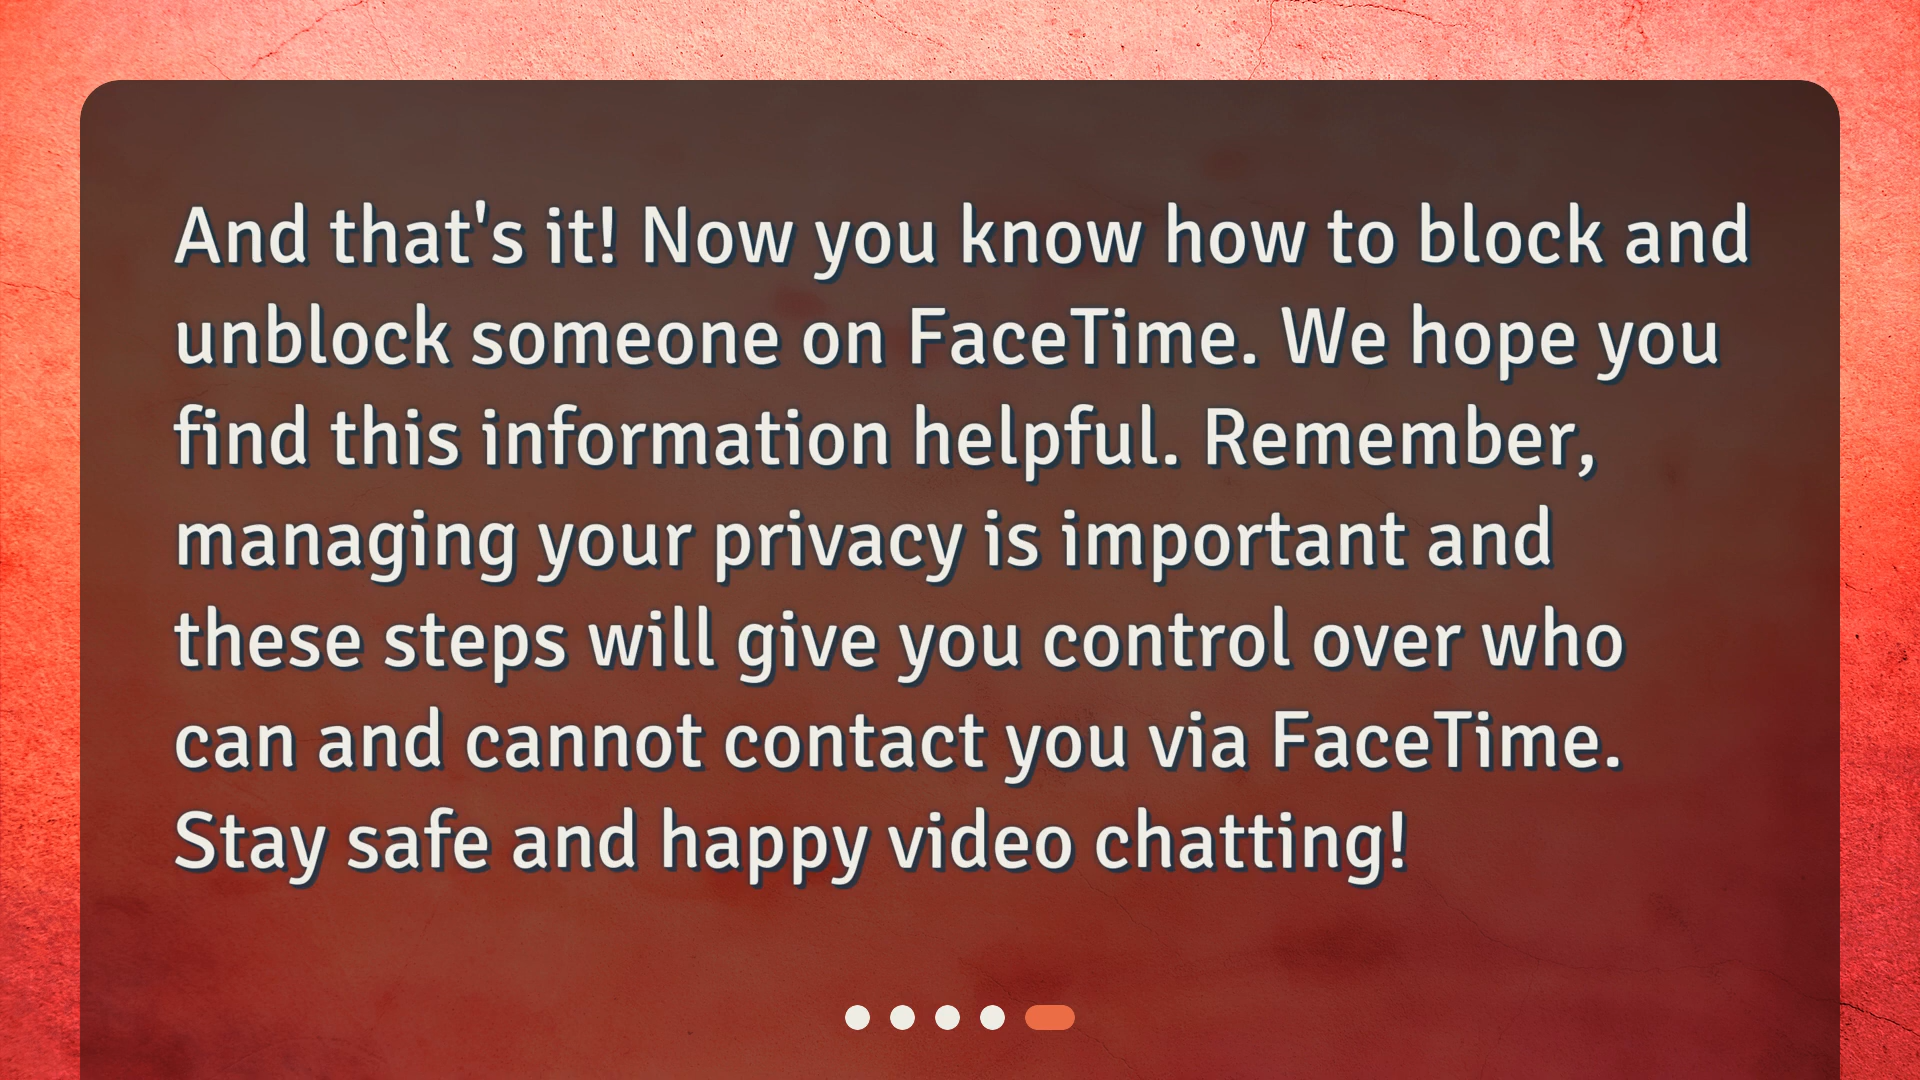 And that's it! Now you know how to block and
unblock someone on FaceTime. We hope you
find this information helpful. Remember,
managing your privacy is important and
these steps will give you control over who
can and cannot contact you via FaceTime.
Stay safe and happy video chatting!